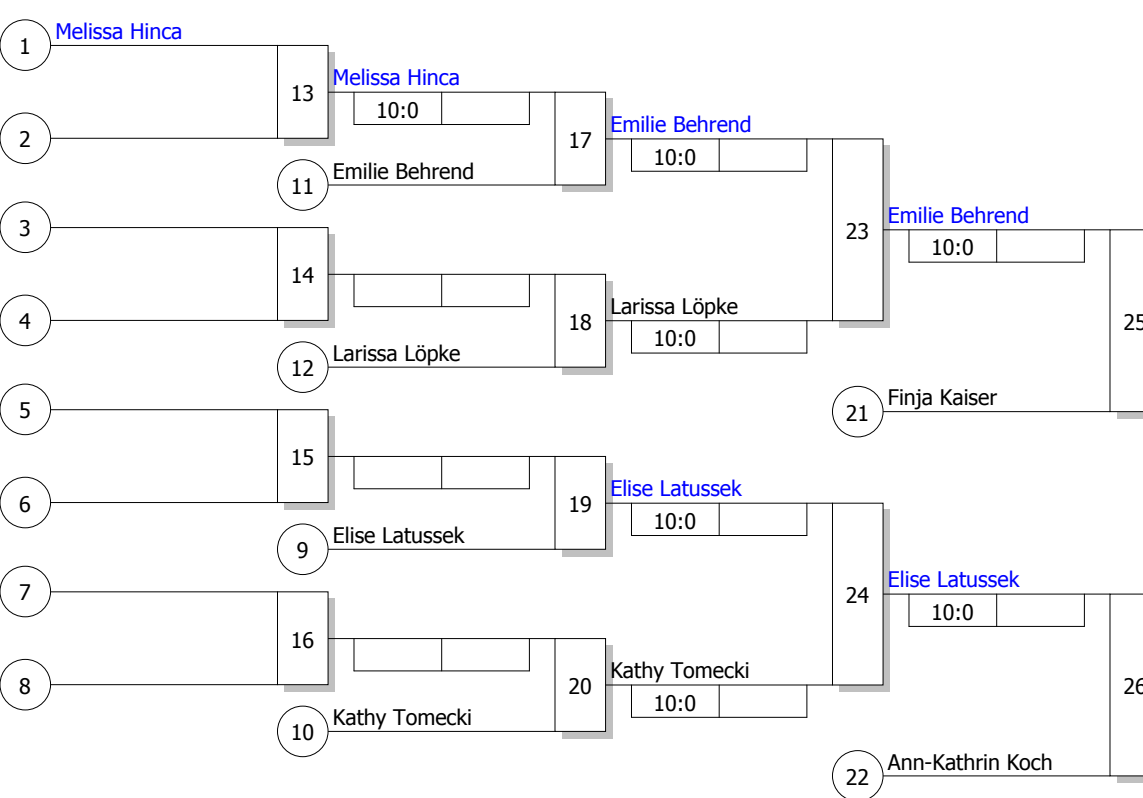 Melissa Hinca
1
Melissa Hinca
13
10:0
Emilie Behrend
2
17
10:0
Emilie Behrend
11
3
Emilie Behrend
23
10:0
14
Larissa Löpke
4
18
25
10:0
Larissa Löpke
12
Finja Kaiser
5
21
15
Elise Latussek
6
19
10:0
Elise Latussek
9
Elise Latussek
7
24
10:0
16
Kathy Tomecki
8
20
26
10:0
Kathy Tomecki
10
Ann-Kathrin Koch
22